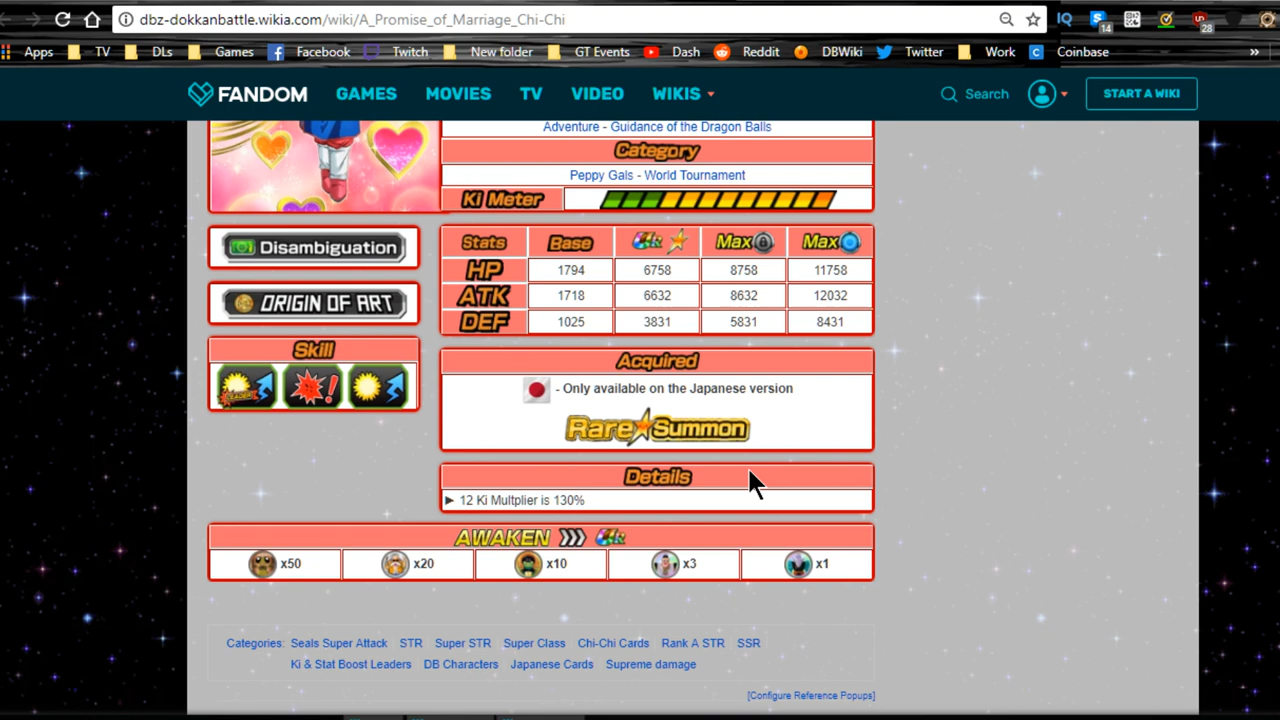 dbz-dokkanbattle.wikia.com/wiki/A_Promise_of_Marriage_Chi-Chi
IQ
14
28
Apps TV DLs Games Facebook Twitch New folder GT Events Dash Reddit DBWiki Twitter Work Coinbase »
FANDOM GAMES MOVIES TV VIDEO WIKIS Search START A WIKI
Adventure - Guidance of the Dragon Balls
Category
Peppy Gals - World Tournament
Ki Meter
Disambiguation
ORIGIN OF ART
Skill
LEADER
Stats Base Max Max
HP 1794 6758 8758 11758
ATK 1718 6632 8632 12032
DEF 1025 3831 5831 8431
Acquired
- Only available on the Japanese version
Rare Summon
Details
► 12 Ki Multplier is 130%
AWAKEN
x50 x20 x10 x3 x1
Categories: Seals Super Attack STR Super STR Super Class Chi-Chi Cards Rank A STR SSR
Ki & Stat Boost Leaders DB Characters Japanese Cards Supreme damage
[Configure Reference Popups]